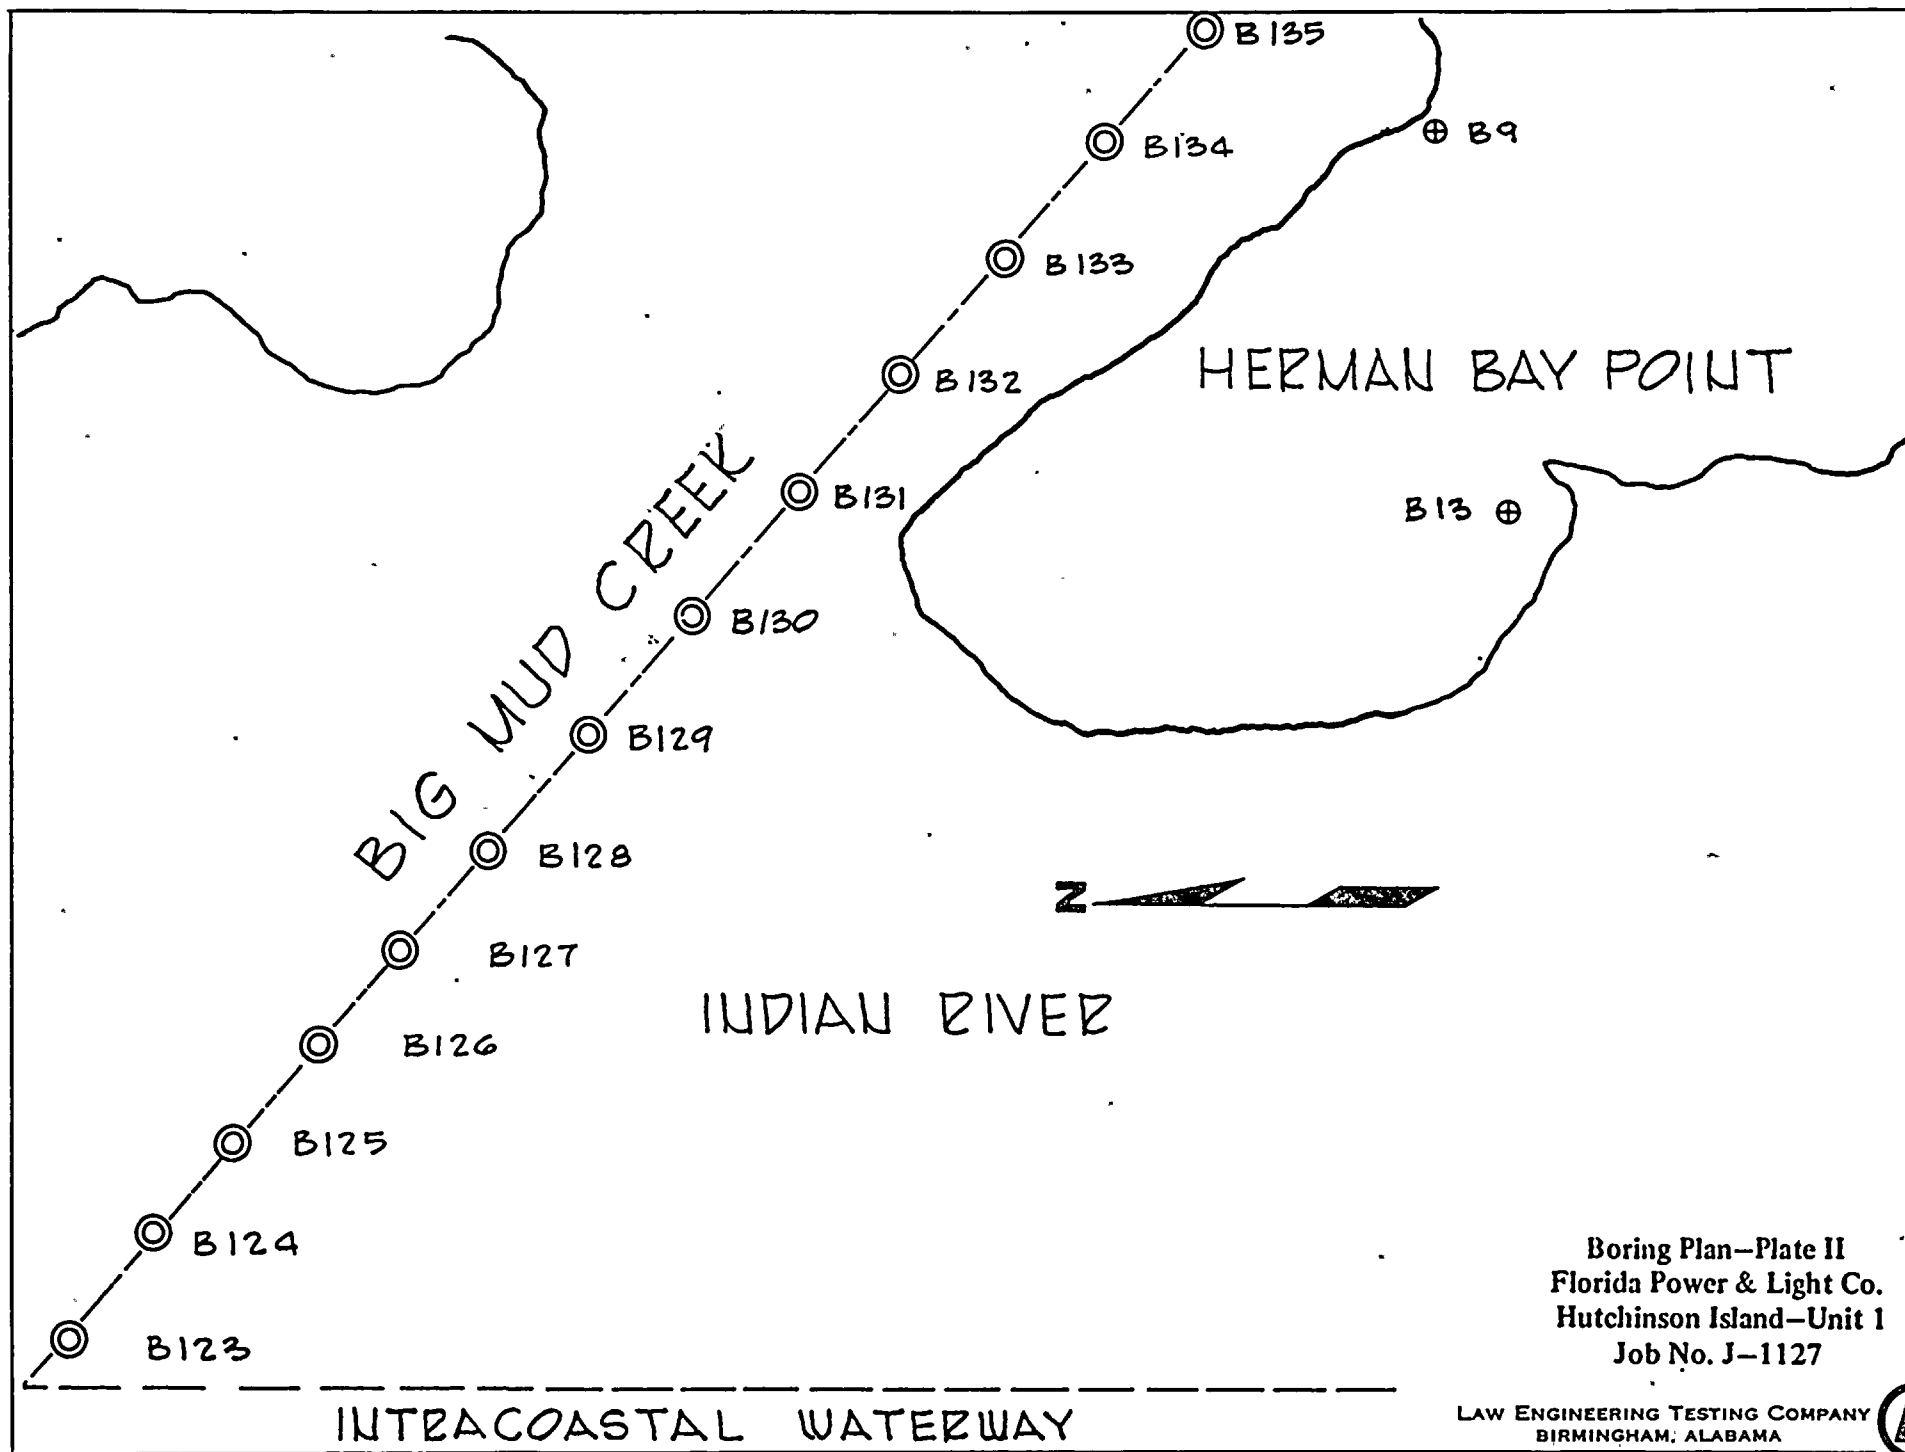 B135
B134
B9
B133
HERMAN BAY POINT
B132
B131
B13
BIG MUD CREEK
B130
B129
B128
N
B127
INDIAN RIVER
B126
B125
B124
B123
Boring Plan—Plate II
Florida Power & Light Co.
Hutchinson Island—Unit 1
Job No. J—1127
INTRACOASTAL WATERWAY
LAW ENGINEERING TESTING COMPANY
BIRMINGHAM, ALABAMA